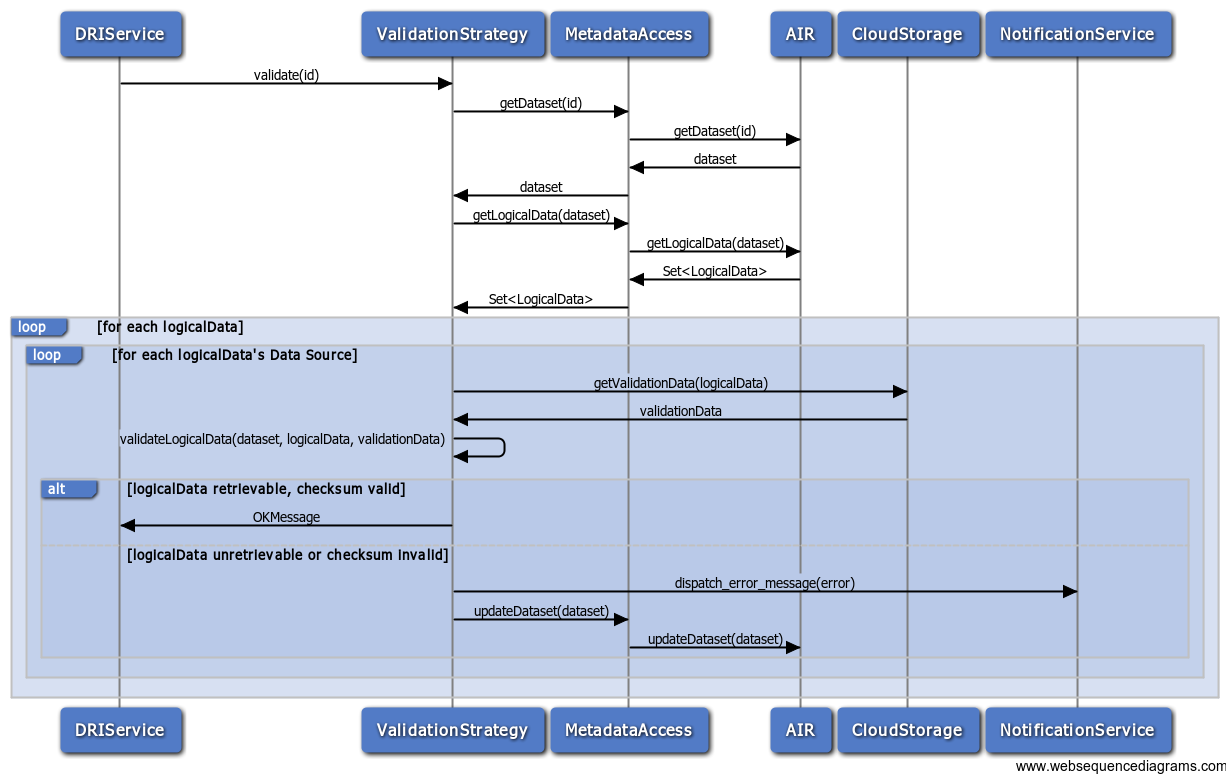 DRIService ValidationStrategy MetadataAccess AIR CloudStorage NotificationService
validate(id)
getDataset(id)
getDataset(id)
dataset
dataset
getLogicalData(dataset)
getLogicalData(dataset)
Set<LogicalData>
Set<LogicalData>
loop [for each logicalData]
loop [for each logicalData's Data Source]
getValidationData(logicalData)
validationData
validateLogicalData(dataset, logicalData, validationData)
alt [logicalData retrievable, checksum valid]
OKMessage
[logicalData unretrievable or checksum invalid]
dispatch_error_message(error)
updateDataset(dataset)
updateDataset(dataset)
DRIService ValidationStrategy MetadataAccess AIR CloudStorage NotificationService
www.websequencediagrams.com